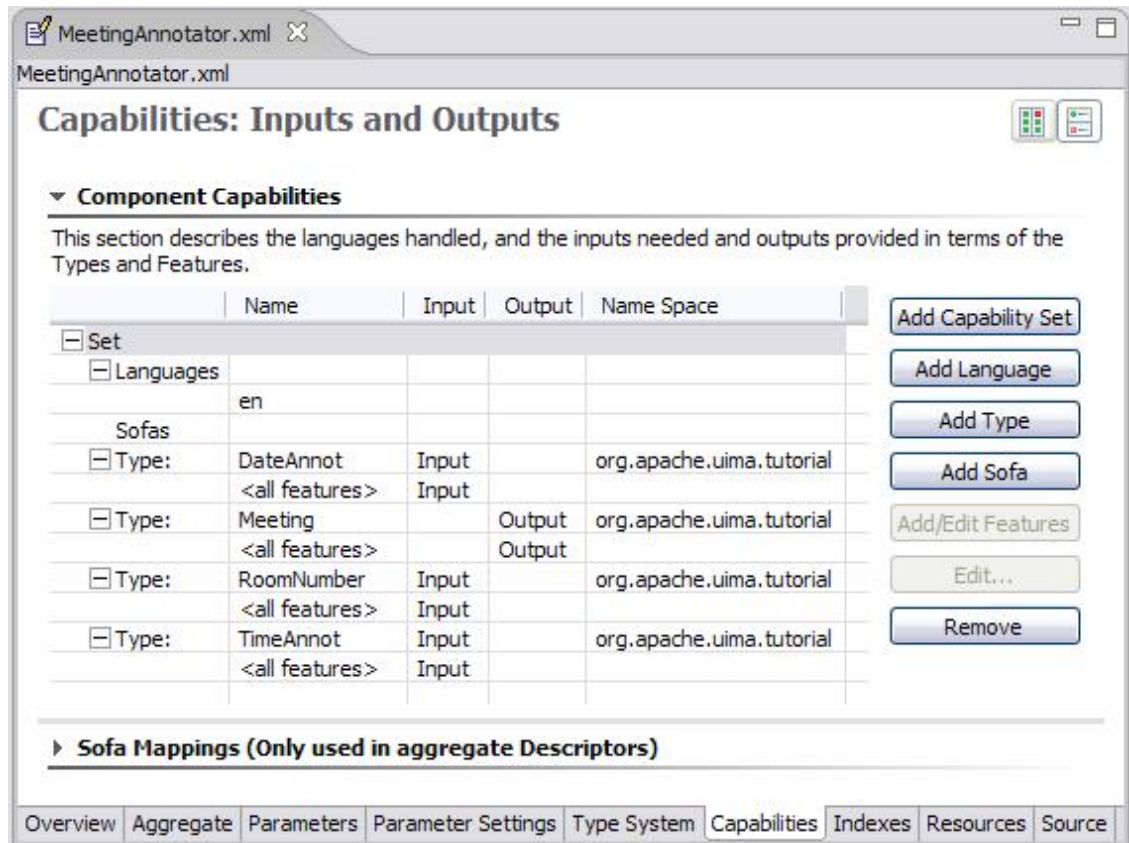 MeetingAnnotator.xml
MeetingAnnotator.xml
Capabilities: Inputs and Outputs
Component Capabilities
This section describes the languages handled, and the inputs needed and outputs provided in terms of the
Types and Features.
Name Input Output Name Space
Set
Languages
en
Sofas
Type: DateAnnot Input org.apache.uima.tutorial
<all features> Input
Type: Meeting Output org.apache.uima.tutorial
<all features> Output
Type: RoomNumber Input org.apache.uima.tutorial
<all features> Input
Type: TimeAnnot Input org.apache.uima.tutorial
<all features> Input
Add Capability Set
Add Language
Add Type
Add Sofa
Add/Edit Features
Edit...
Remove
Sofa Mappings (Only used in aggregate Descriptors)
Overview Aggregate Parameters Parameter Settings Type System Capabilities Indexes Resources Source